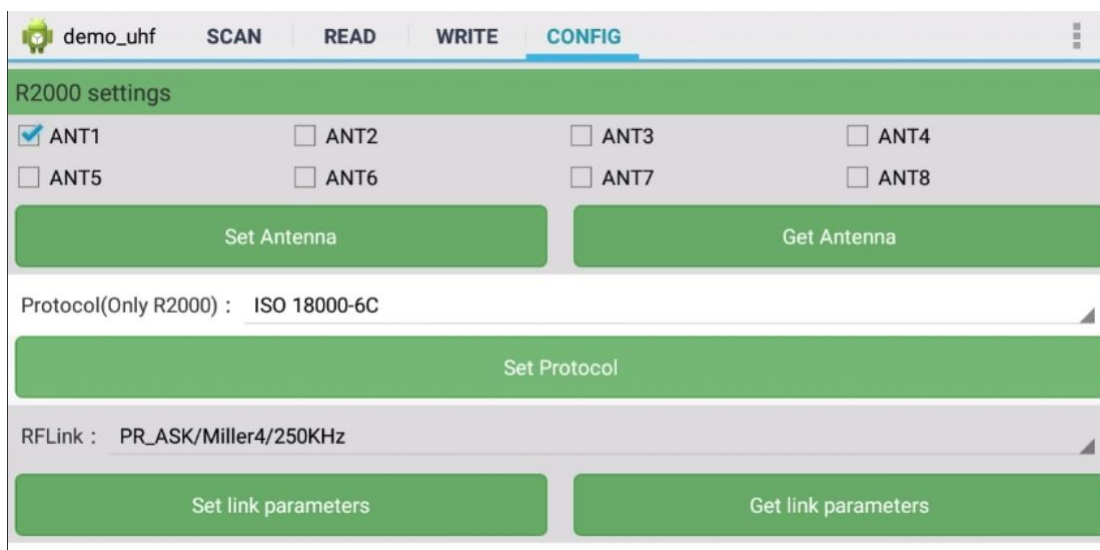 demo_uhf SCAN READ WRITE CONFIG
R2000 settings
ANT1 ANT2 ANT3 ANT4
ANT5 ANT6 ANT7 ANT8
Set Antenna Get Antenna
Protocol(Only R2000) : ISO 18000-6C
Set Protocol
RFLink : PR_ASK/Miller4/250KHz
Set link parameters Get link parameters